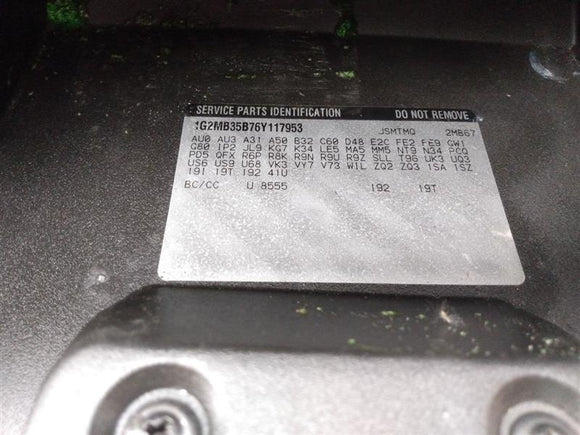 SERVICE PARTS IDENTIFICATION DO NOT REMOVE
1G2MB35B76Y117953 JSMTMQ 2MB67
AU0 AU3 A31 A50 B32 C60 D48 E2C FE2 FE9 GW1
G80 IP2 JL9 KG7 K34 LE5 MA5 MM5 NT9 N34 PCQ
PD5 QFX R6P R8K R9N R9U R9Z SLL T96 UK3 UQ3
US6 US9 U68 VK3 VY7 V73 W1L ZQ2 ZQ3 1SA 1SZ
19I 19T 192 41U
BC/CC U 8555 192 19T